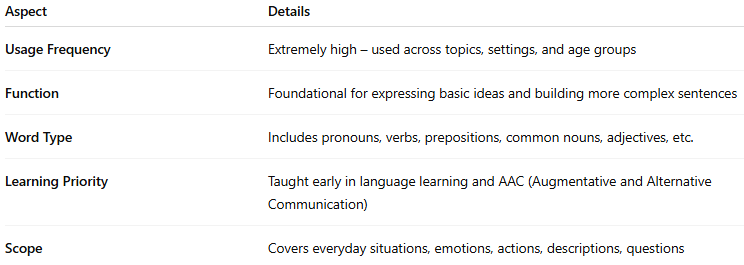 Aspect Details
Usage Frequency Extremely high – used across topics, settings, and age groups
Function Foundational for expressing basic ideas and building more complex sentences
Word Type Includes pronouns, verbs, prepositions, common nouns, adjectives, etc.
Learning Priority Taught early in language learning and AAC (Augmentative and Alternative
Communication)
Scope Covers everyday situations, emotions, actions, descriptions, questions